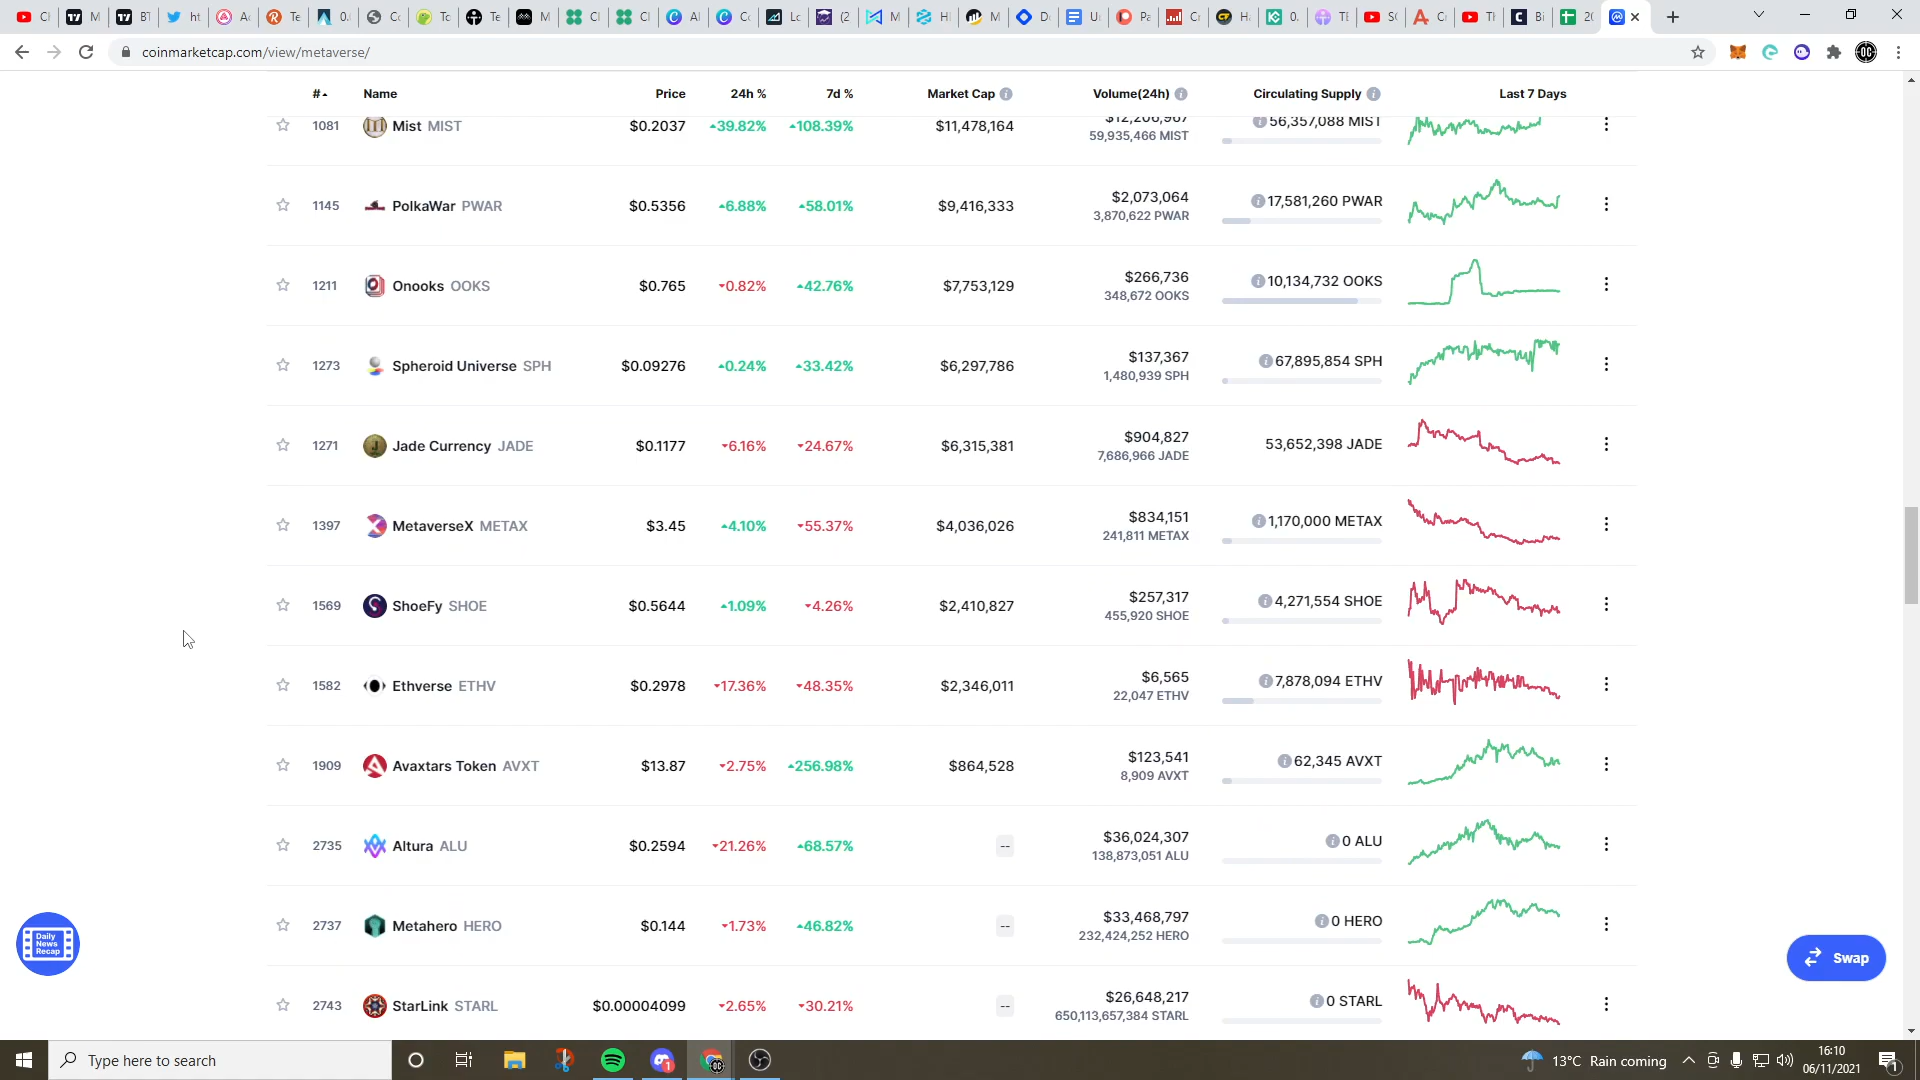 coinmarketcap.com/view/metaverse/
# Name Price 24h % 7d % Market Cap Volume(24h) Circulating Supply Last 7 Days
1081 Mist MIST $0.2037 39.82% 108.39% $11,478,164 $12,206,967 56,357,088 MIST
59,935,466 MIST
1145 PolkaWar PWAR $0.5356 6.88% 58.01% $9,416,333 $2,073,064 17,581,260 PWAR
3,870,622 PWAR
1211 Onooks OOKS $0.765 0.82% 42.76% $7,753,129 $266,736 10,134,732 OOKS
348,672 OOKS
1273 Spheroid Universe SPH $0.09276 0.24% 33.42% $6,297,786 $137,367 67,895,854 SPH
1,480,939 SPH
1271 Jade Currency JADE $0.1177 6.16% 24.67% $6,315,381 $904,827 53,652,398 JADE
7,686,966 JADE
1397 MetaverseX METAX $3.45 4.10% 55.37% $4,036,026 $834,151 1,170,000 METAX
241,811 METAX
1569 ShoeFy SHOE $0.5644 1.09% 4.26% $2,410,827 $257,317 4,271,554 SHOE
455,920 SHOE
1582 Ethverse ETHV $0.2978 17.36% 48.35% $2,346,011 $6,565 7,878,094 ETHV
22,047 ETHV
1909 Avaxtars Token AVXT $13.87 2.75% 256.98% $864,528 $123,541 62,345 AVXT
8,909 AVXT
2735 Altura ALU $0.2594 21.26% 68.57% -- $36,024,307 0 ALU
138,873,051 ALU
2737 Metahero HERO $0.144 1.73% 46.82% -- $33,468,797 0 HERO
232,424,252 HERO
2743 StarLink STARL $0.00004099 2.65% 30.21% -- $26,648,217 0 STARL
650,113,657,384 STARL
Daily
News
Recap
Swap
Type here to search
13°C Rain coming
16:10
06/11/2021